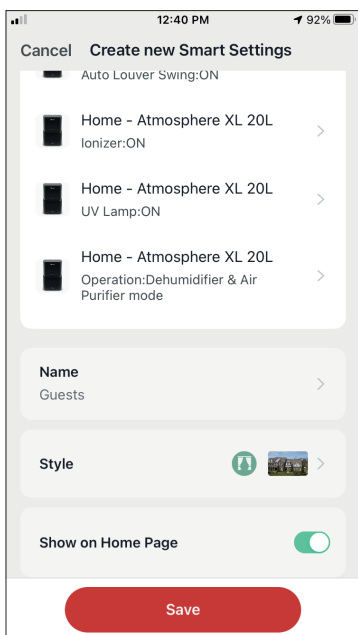 12:40 PM
92%
Cancel
Create new Smart Settings
Auto Louver Swing:ON
Home - Atmosphere XL 20L
Ionizer:ON
Home - Atmosphere XL 20L
UV Lamp:ON
Home - Atmosphere XL 20L
Operation:Dehumidifier & Air
Purifier mode
Name
Guests
Style
Show on Home Page
Save